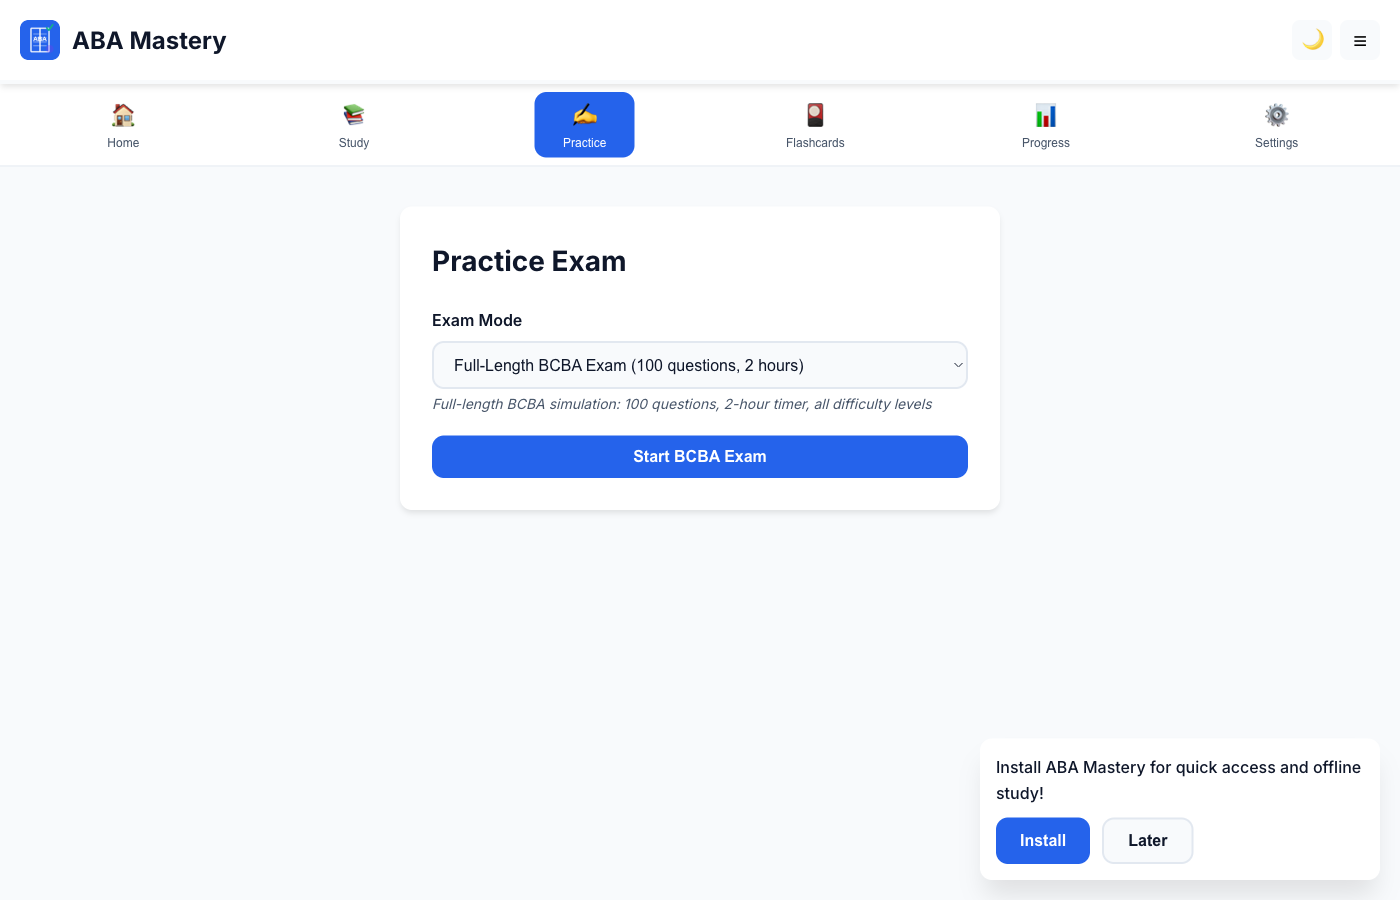 ABA
ABA Mastery
Home
Study
Practice
Flashcards
Progress
Settings
Practice Exam
Exam Mode
Full-Length BCBA Exam (100 questions, 2 hours)
Full-length BCBA simulation: 100 questions, 2-hour timer, all difficulty levels
Start BCBA Exam
Install ABA Mastery for quick access and offline
study!
Install
Later